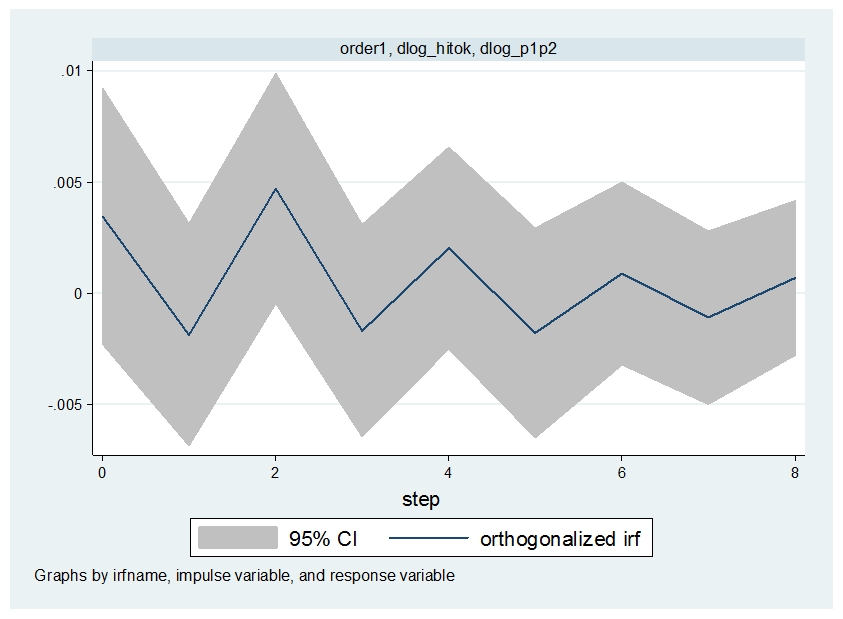 order1, dlog_hitok, dlog_p1p2
.01
.005
0
-.005
0 2 4 6 8
step
95% CI orthogonalized irf
Graphs by irfname, impulse variable, and response variable